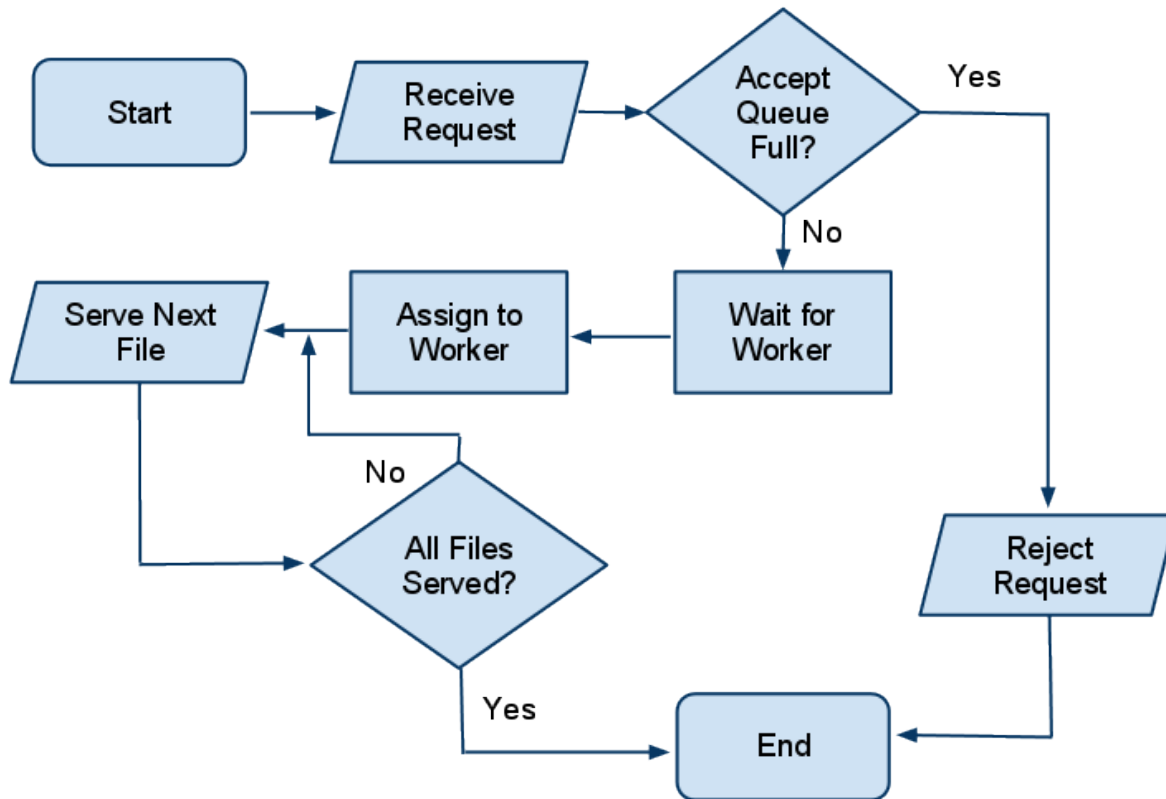 Start
Receive
Request
Accept
Queue
Full?
Yes
No
Serve Next
File
Assign to
Worker
Wait for
Worker
No
All Files
Served?
Reject
Request
Yes
End